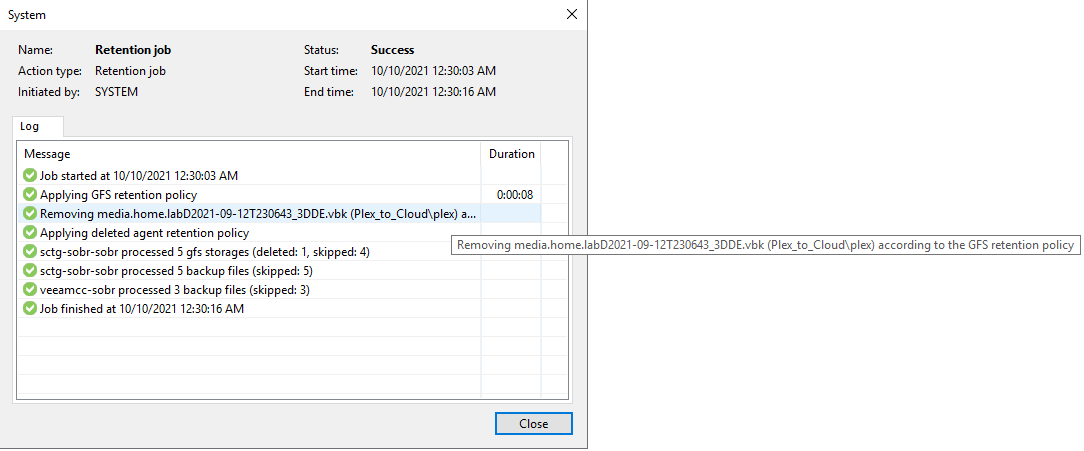 System
Name: Retention job Status: Success
Action type: Retention job Start time: 10/10/2021 12:30:03 AM
Initiated by: SYSTEM End time: 10/10/2021 12:30:16 AM
Log
Message Duration
Job started at 10/10/2021 12:30:03 AM
Applying GFS retention policy 0:00:08
Removing media.home.labD2021-09-12T230643_3DDE.vbk (Plex_to_Cloud\plex) a...
Applying deleted agent retention policy
Removing media.home.labD2021-09-12T230643_3DDE.vbk (Plex_to_Cloud\plex) according to the GFS retention policy
sctg-sobr-sobr processed 5 gfs storages (deleted: 1, skipped: 4)
sctg-sobr-sobr processed 5 backup files (skipped: 5)
veeamcc-sobr processed 3 backup files (skipped: 3)
Job finished at 10/10/2021 12:30:16 AM
Close